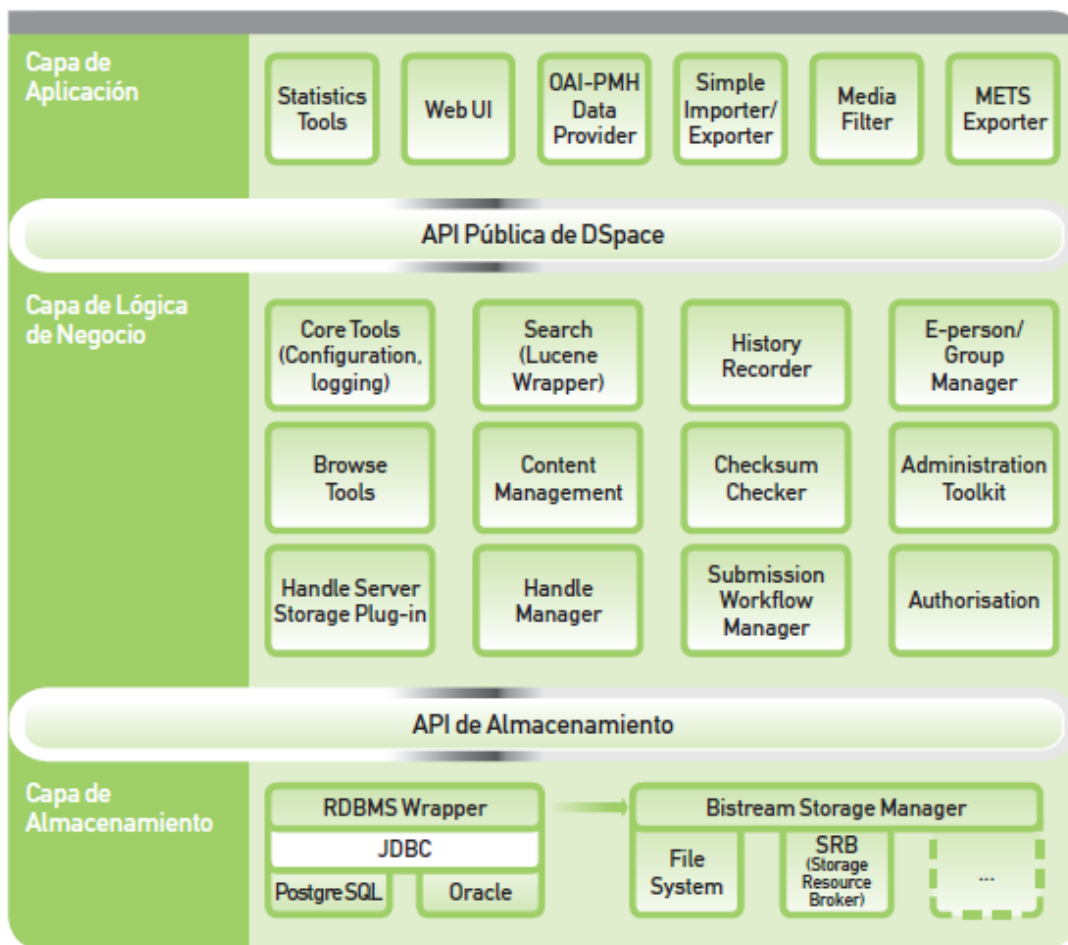 Capa de
Aplicación
Statistics
Tools
Web UI
OAI-PMH
Data
Provider
Simple
Importer/
Exporter
Media
Filter
METS
Exporter
API Pública de DSpace
Capa de Lógica
de Negocio
Core Tools
(Configuration,
logging)
Search
(Lucene
Wrapper)
History
Recorder
E-person/
Group
Manager
Browse
Tools
Content
Management
Checksum
Checker
Administration
Toolkit
Handle Server
Storage Plug-in
Handle
Manager
Submission
Workflow
Manager
Authorisation
API de Almacenamiento
Capa de
Almacenamiento
RDBMS Wrapper
JDBC
PostgreSQL
Oracle
Bistream Storage Manager
File
System
SRB
(Storage
Resource
Broker)
...